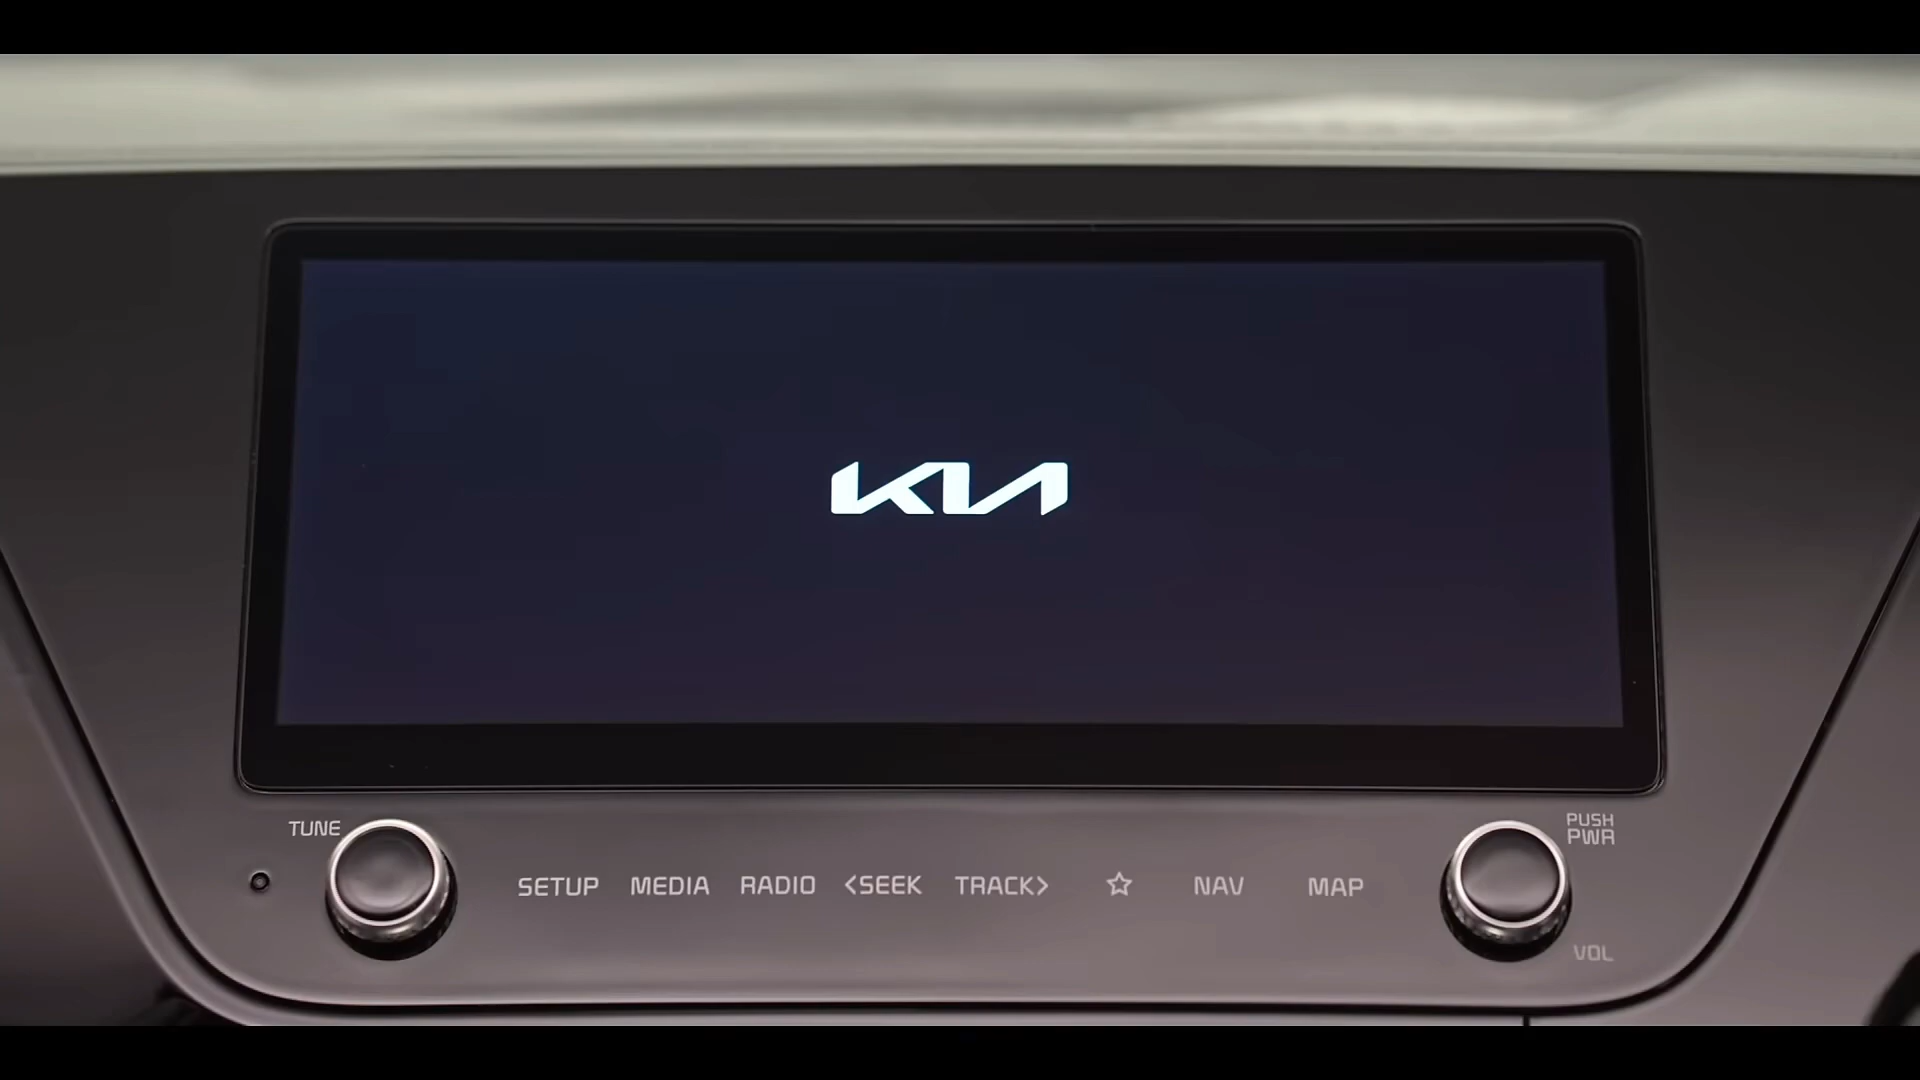 KIA
TUNE
PUSH
PWR
SETUP MEDIA RADIO <SEEK TRACK> ☆ NAV MAP
VOL